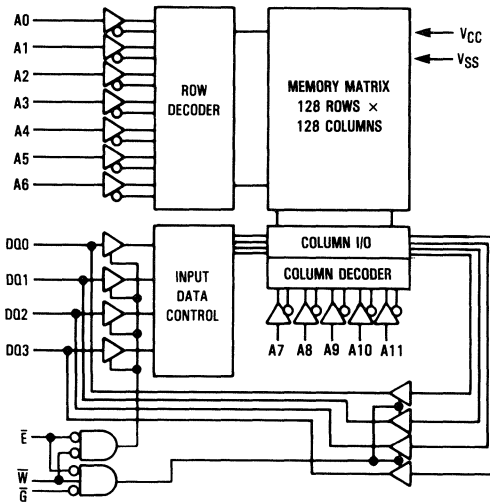 A0
A1
A2
A3
A4
A5
A6
ROW
DECODER
MEMORY MATRIX
128 ROWS ×
128 COLUMNS
VCC
VSS
DQ0
DQ1
DQ2
DQ3
INPUT
DATA
CONTROL
COLUMN I/O
COLUMN DECODER
A7 A8 A9 A10 A11
E̅
W̅
G̅